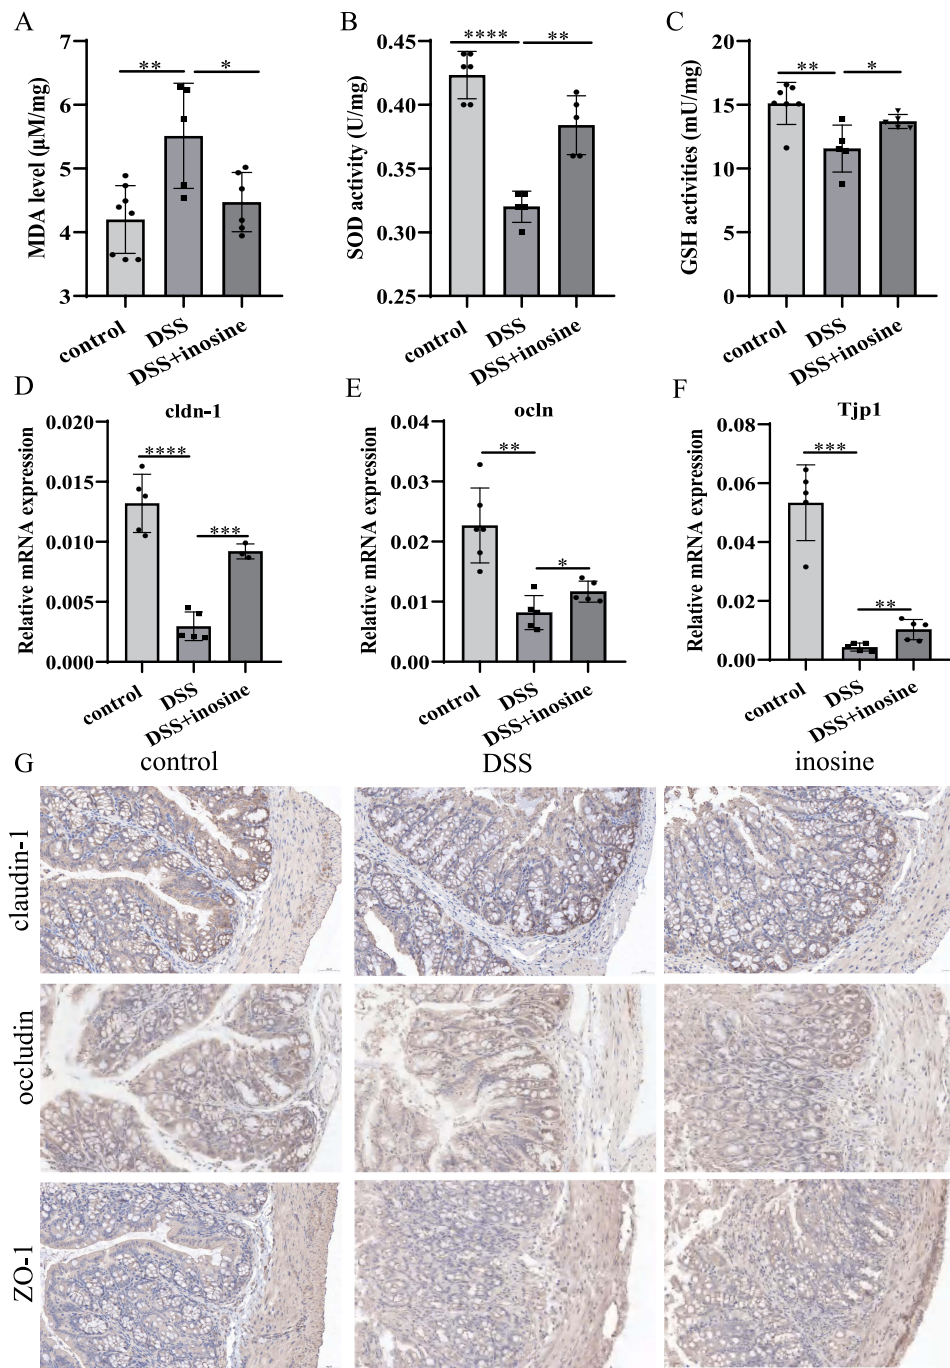 A
MDA level (μM/mg)
7
6
5
4
3
**
*
control
DSS
DSS+inosine
B
SOD activity (U/mg)
0.45
0.40
0.35
0.30
0.25
****
**
control
DSS
DSS+inosine
C
GSH activities (mU/mg)
20
15
10
5
0
**
*
control
DSS
DSS+inosine
D
cldn-1
Relative mRNA expression
0.020
0.015
0.010
0.005
0.000
****
***
control
DSS
DSS+inosine
E
ocln
Relative mRNA expression
0.04
0.03
0.02
0.01
0.00
**
*
control
DSS
DSS+inosine
F
Tjp1
Relative mRNA expression
0.08
0.06
0.04
0.02
0.00
***
**
control
DSS
DSS+inosine
G
control
DSS
inosine
claudin-1
occludin
ZO-1